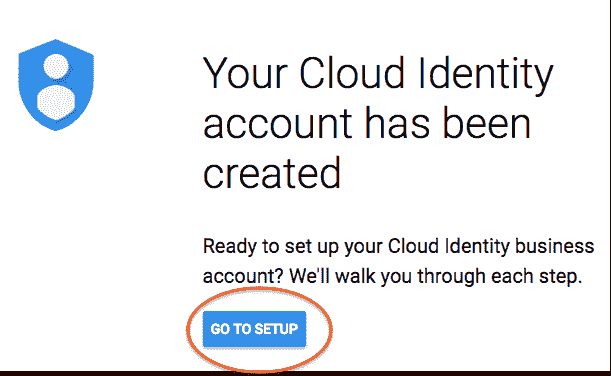 Your Cloud Identity
account has been
created
Ready to set up your Cloud Identity business
account? We'll walk you through each step.
GO TO SETUP